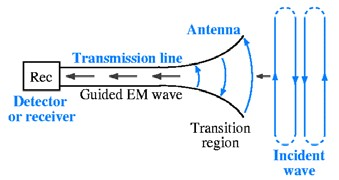 Antenna
Transmission line
Rec
Guided EM wave
Detector
or receiver
Transition
region
Incident
wave